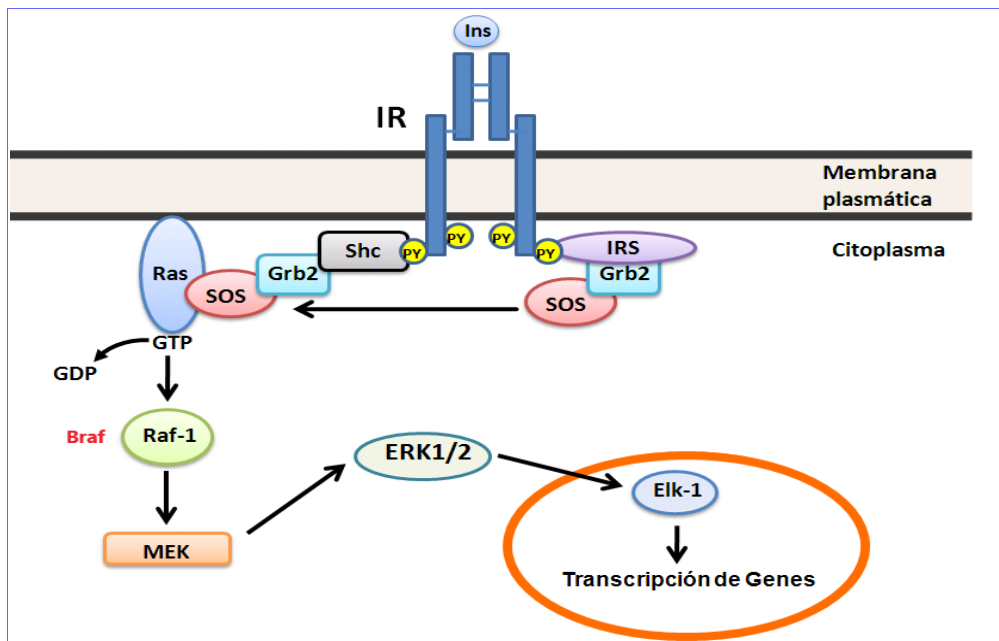 Ins
IR
Membrana
plasmática
Citoplasma
PY
PY
PY
PY
Shc
IRS
Ras
Grb2
Grb2
SOS
SOS
GTP
GDP
Braf
Raf-1
ERK1/2
Elk-1
MEK
Transcripción de Genes